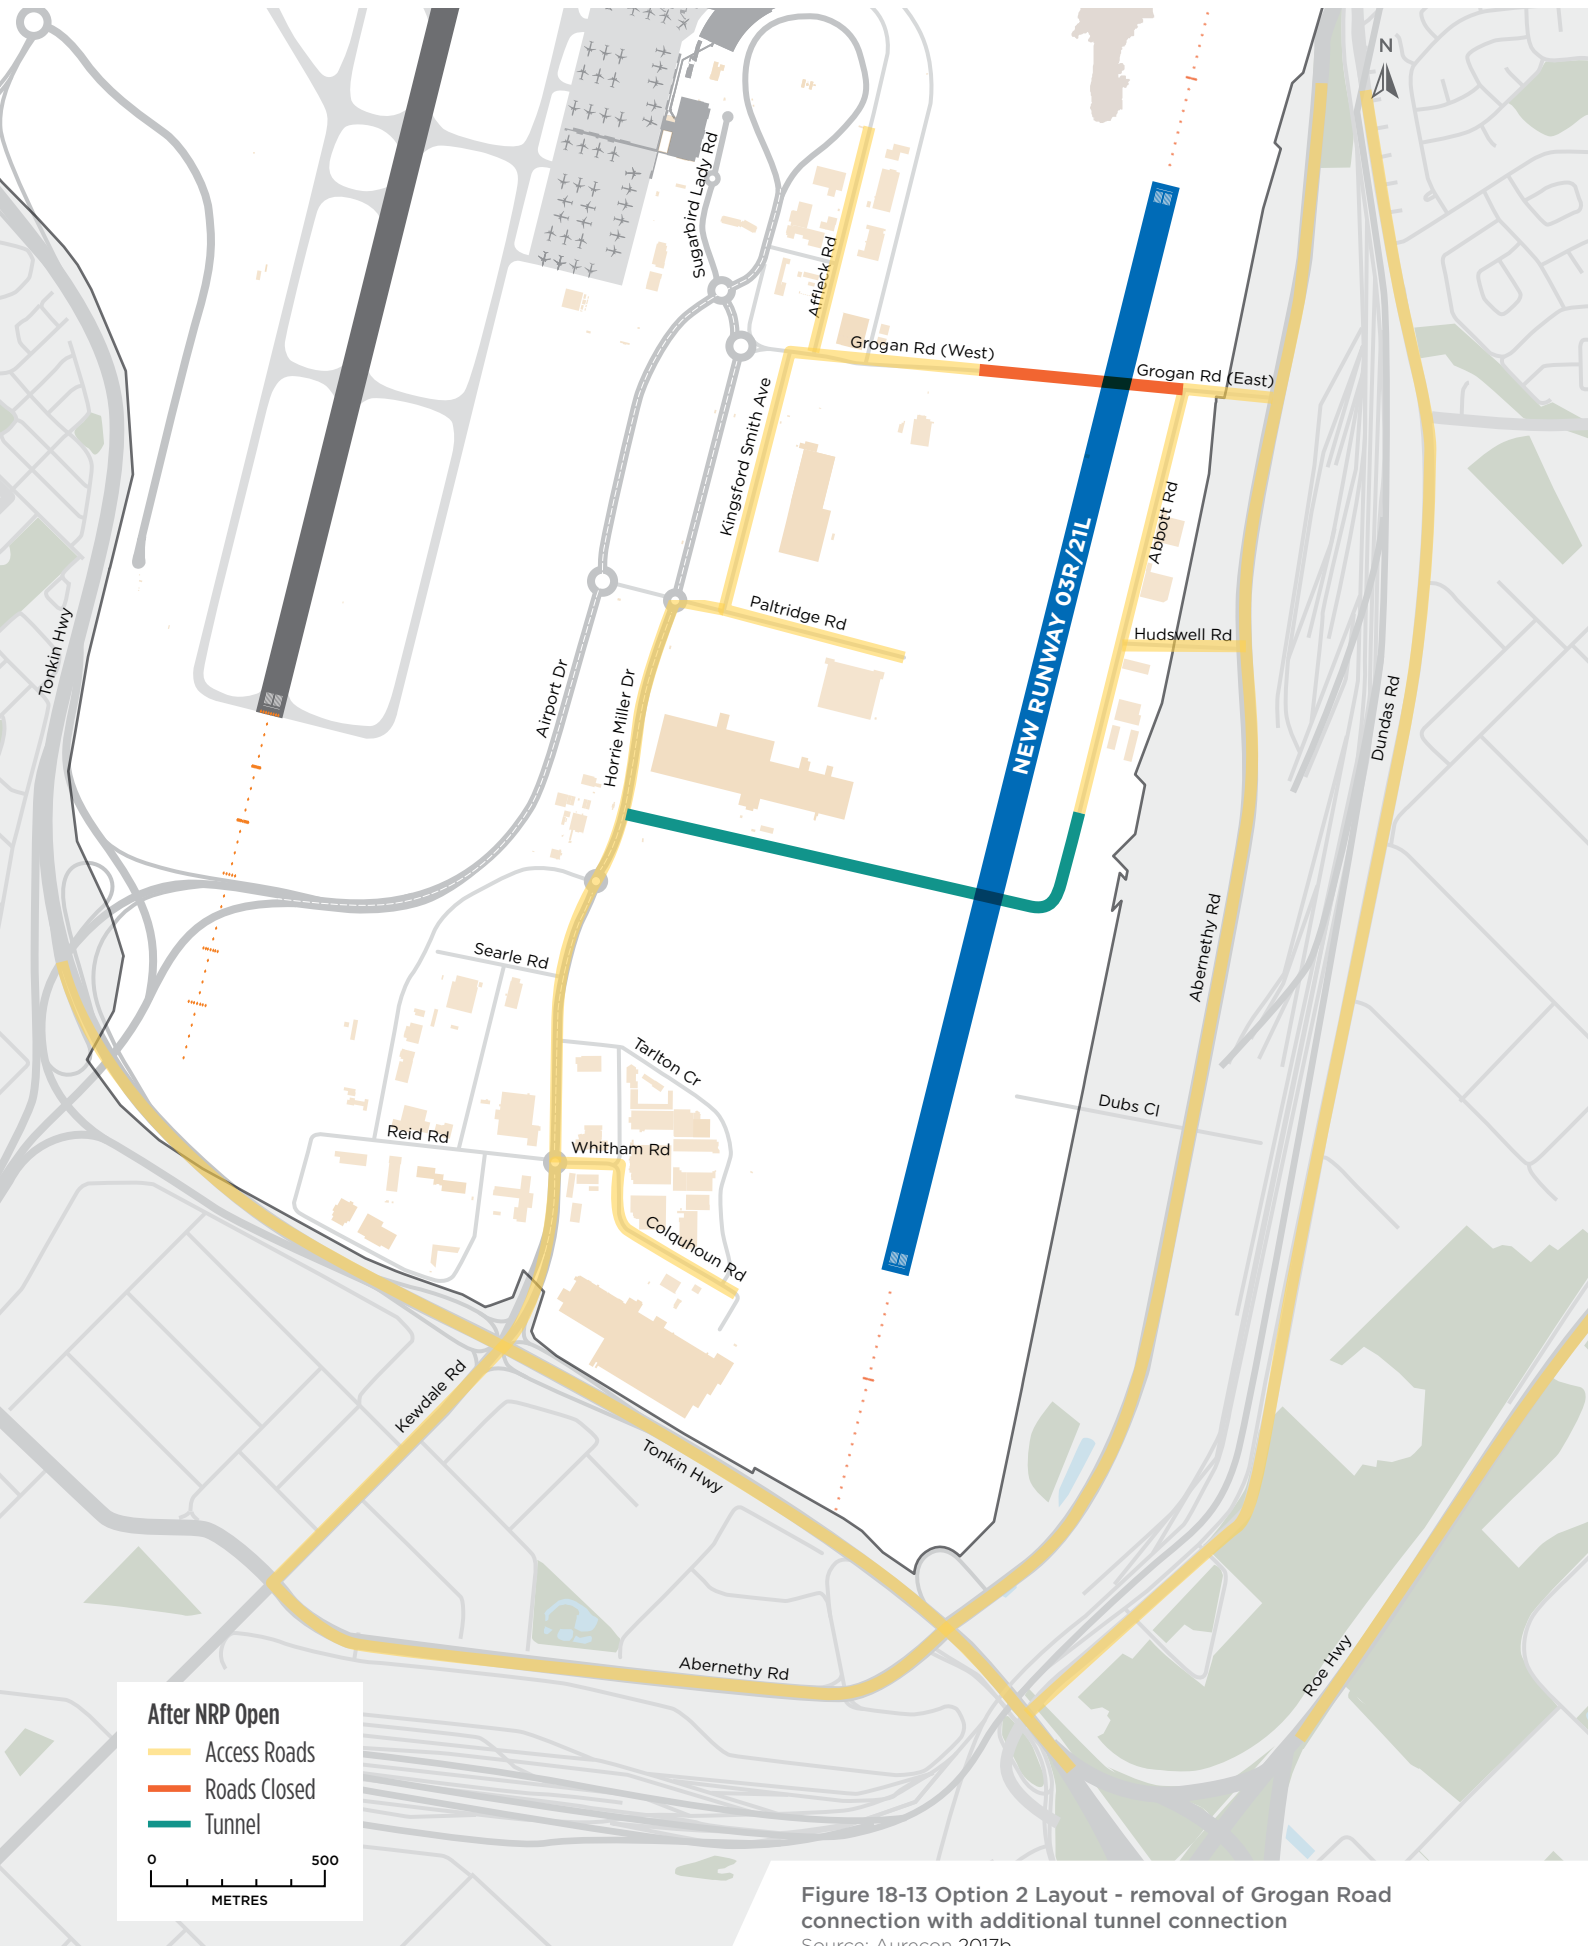 N
Sugarbird Lady Rd
Affleck Rd
Grogan Rd (West)
Grogan Rd (East)
Kingsford Smith Ave
Abbott Rd
NEW RUNWAY 03R/21L
Paltridge Rd
Hudswell Rd
Tonkin Hwy
Airport Dr
Horrie Miller Dr
Dundas Rd
Abernethy Rd
Searle Rd
Tarlton Cr
Dubs Cl
Reid Rd
Whitham Rd
Colquhoun Rd
Kewdale Rd
Tonkin Hwy
Abernethy Rd
Roe Hwy
After NRP Open
Access Roads
Roads Closed
Tunnel
0 500
METRES
Figure 18-13 Option 2 Layout - removal of Grogan Road
connection with additional tunnel connection
Source: Aurecon 2017b